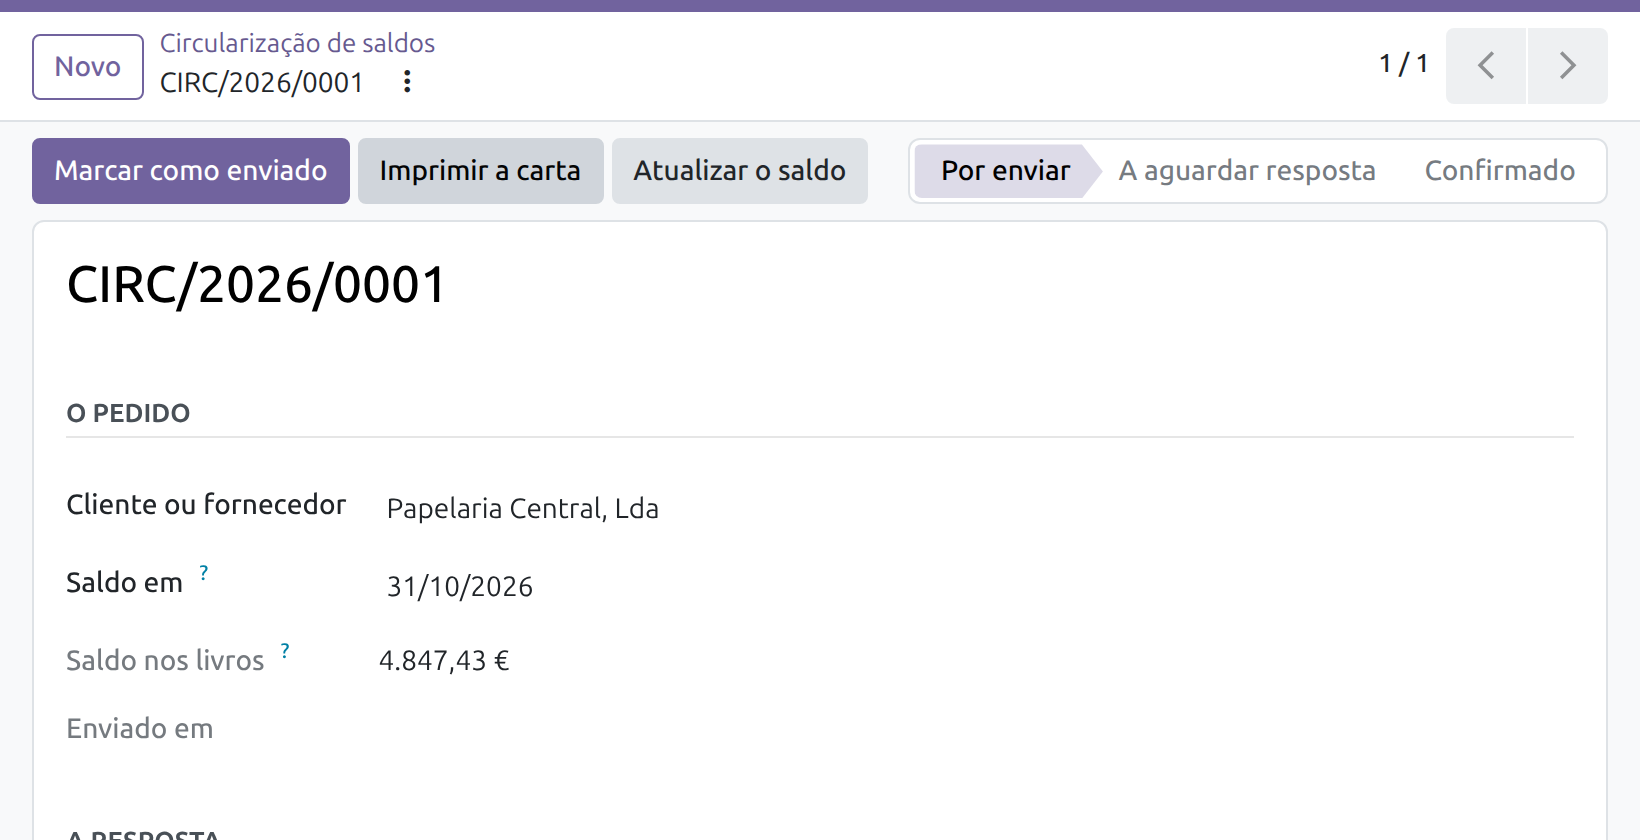 Novo
Circularização de saldos
CIRC/2026/0001
1 / 1
Marcar como enviado
Imprimir a carta
Atualizar o saldo
Por enviar
A aguardar resposta
Confirmado
CIRC/2026/0001
O PEDIDO
Cliente ou fornecedor
Papelaria Central, Lda
Saldo em ?
31/10/2026
Saldo nos livros ?
4.847,43 €
Enviado em
A RESPOSTA